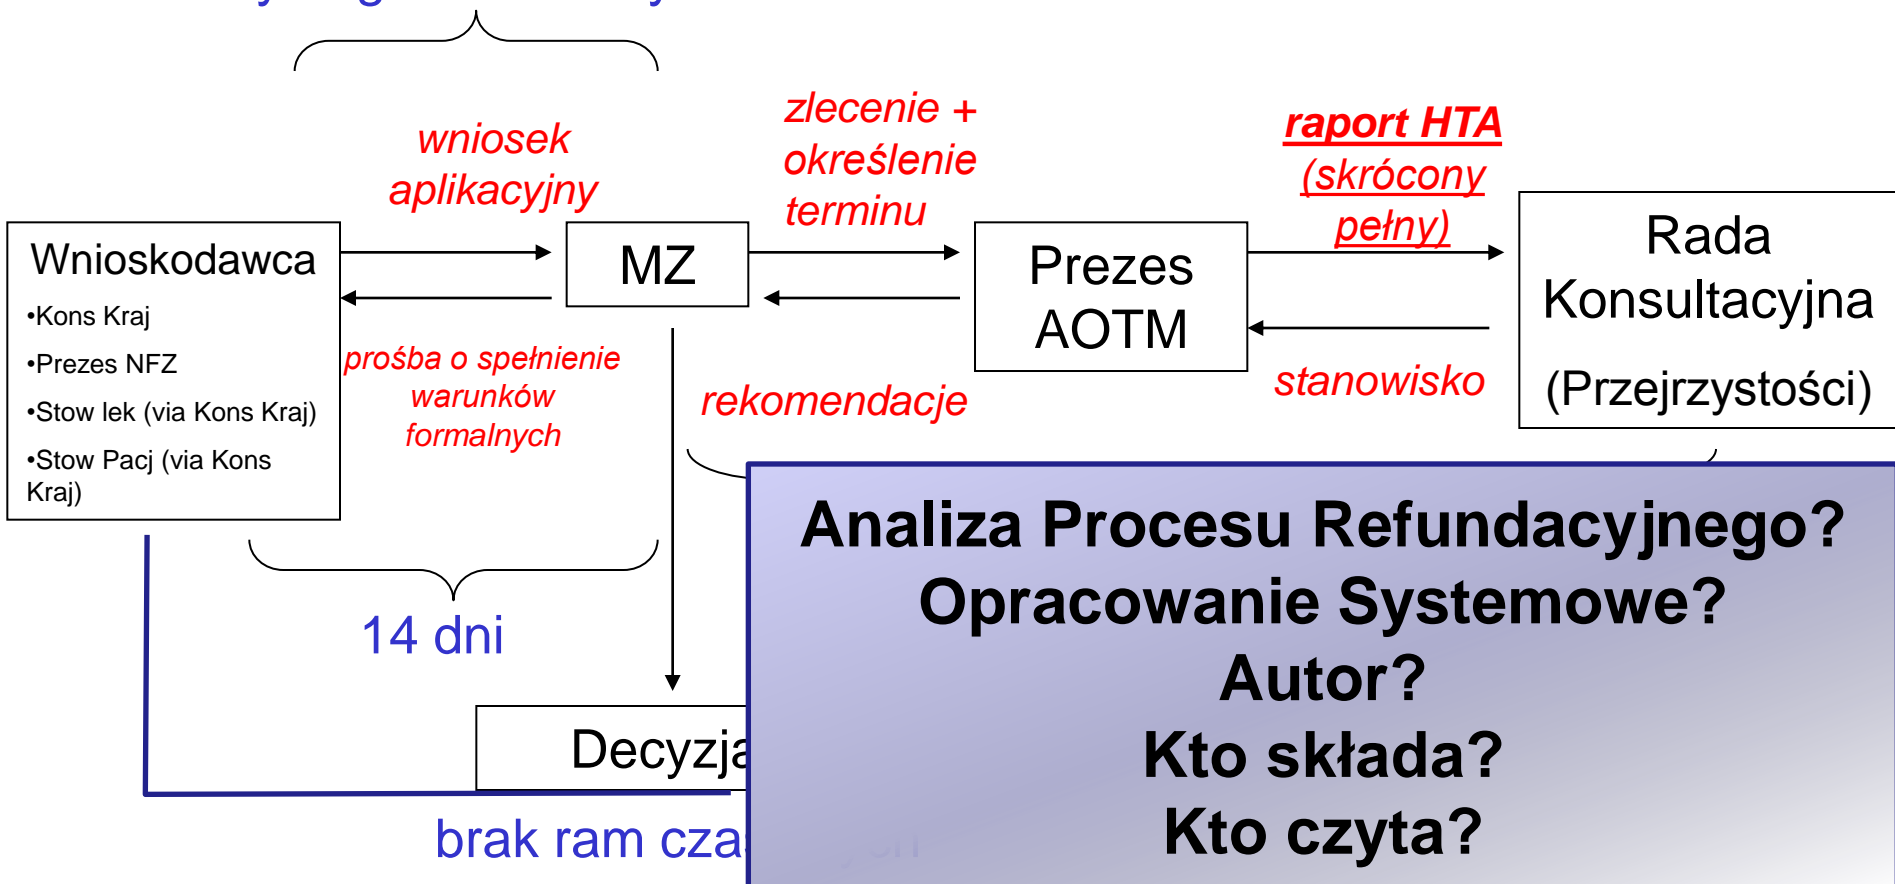 wniosek
aplikacyjny
zlecenie +
określenie
terminu
raport HTA
(skrócony
pełny)
Wnioskodawca
•Kons Kraj
•Prezes NFZ
•Stow lek (via Kons Kraj)
•Stow Pacj (via Kons
Kraj)
MZ
Prezes
AOTM
Rada
Konsultacyjna
(Przejrzystości)
prośba o spełnienie
warunków
formalnych
rekomendacje
stanowisko
14 dni
Decyzja
brak ram
Analiza Procesu Refundacyjnego?
Opracowanie Systemowe?
Autor?
Kto składa?
Kto czyta?